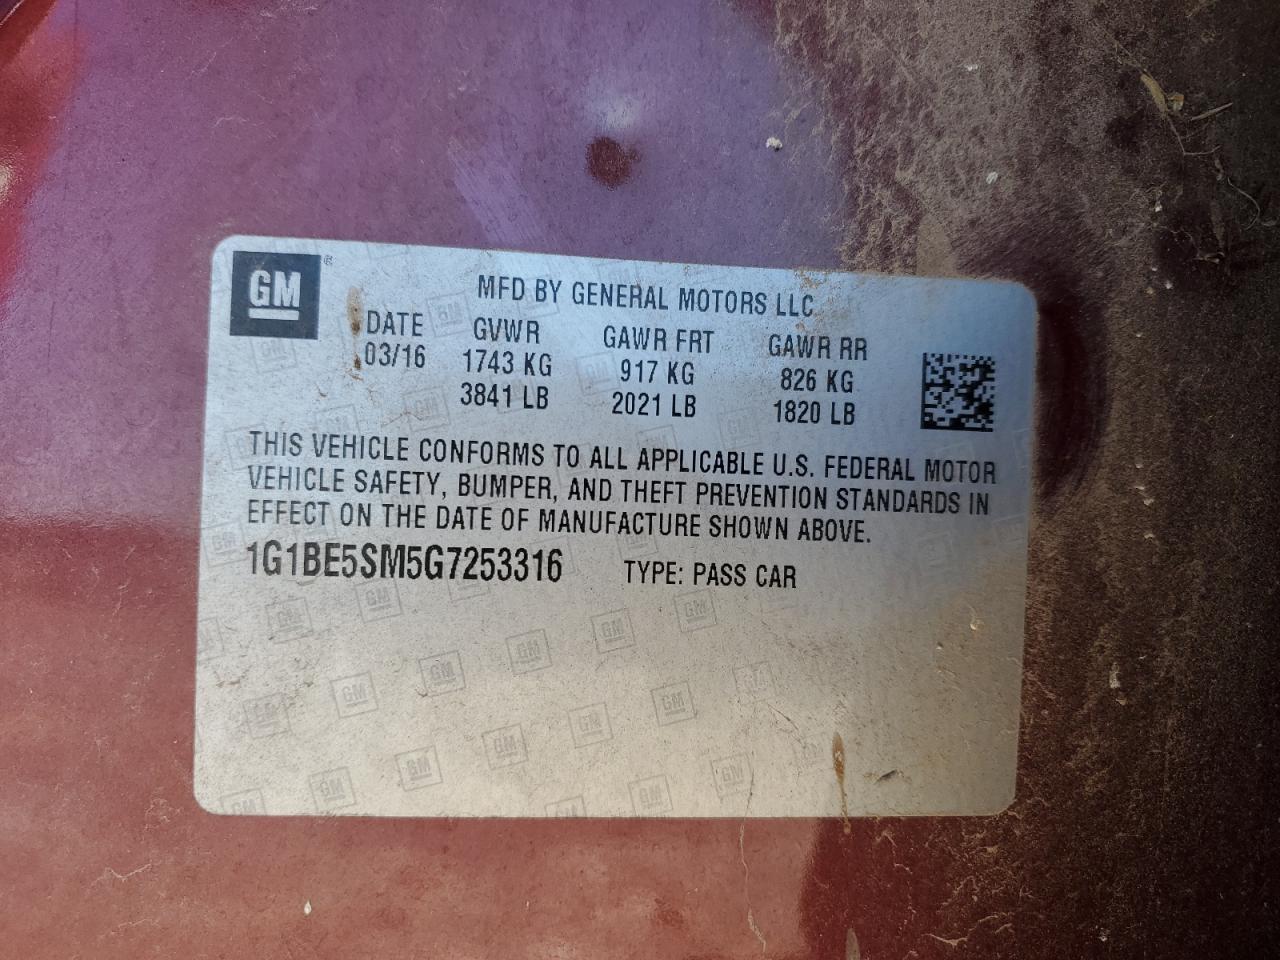 GM ®
MFD BY GENERAL MOTORS LLC
DATE GVWR GAWR FRT GAWR RR
03/16 1743 KG 917 KG 826 KG
3841 LB 2021 LB 1820 LB
THIS VEHICLE CONFORMS TO ALL APPLICABLE U.S. FEDERAL MOTOR
VEHICLE SAFETY, BUMPER, AND THEFT PREVENTION STANDARDS IN
EFFECT ON THE DATE OF MANUFACTURE SHOWN ABOVE.
1G1BE5SM5G7253316 TYPE: PASS CAR